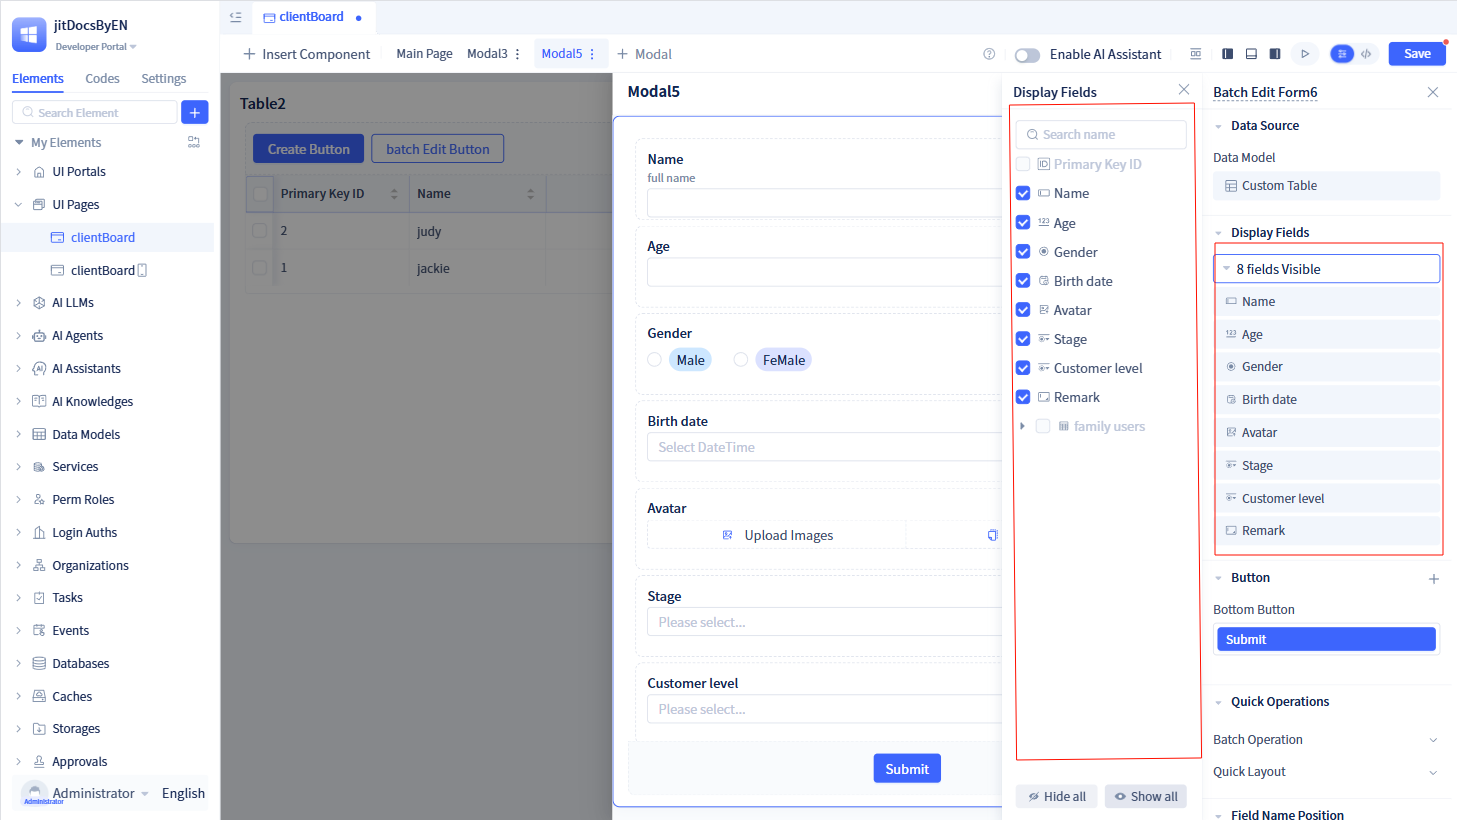 jitDocsByEN
Developer Portal
Elements
Codes
Settings
Search Element
My Elements
UI Portals
UI Pages
clientBoard
clientBoard
AI LLMs
AI Agents
AI Assistants
AI Knowledges
Data Models
Services
Perm Roles
Login Auths
Organizations
Tasks
Events
Databases
Caches
Storages
Approvals
Administrator
Administrator
English
clientBoard
Insert Component
Main Page
Modal3
Modal5
Modal
Enable AI Assistant
Save
Table2
Create Button
batch Edit Button
Primary Key ID
Name
2
judy
1
jackie
Modal5
Name
full name
Age
Gender
Male
FeMale
Birth date
Select DateTime
Avatar
Upload Images
Stage
Please select...
Customer level
Please select...
Submit
Display Fields
Search name
Primary Key ID
Name
123 Age
Gender
Birth date
Avatar
Stage
Customer level
Remark
family users
Hide all
Show all
Batch Edit Form6
Data Source
Data Model
Custom Table
Display Fields
8 fields Visible
Name
123 Age
Gender
Birth date
Avatar
Stage
Customer level
Remark
Button
Bottom Button
Submit
Quick Operations
Batch Operation
Quick Layout
Field Name Position